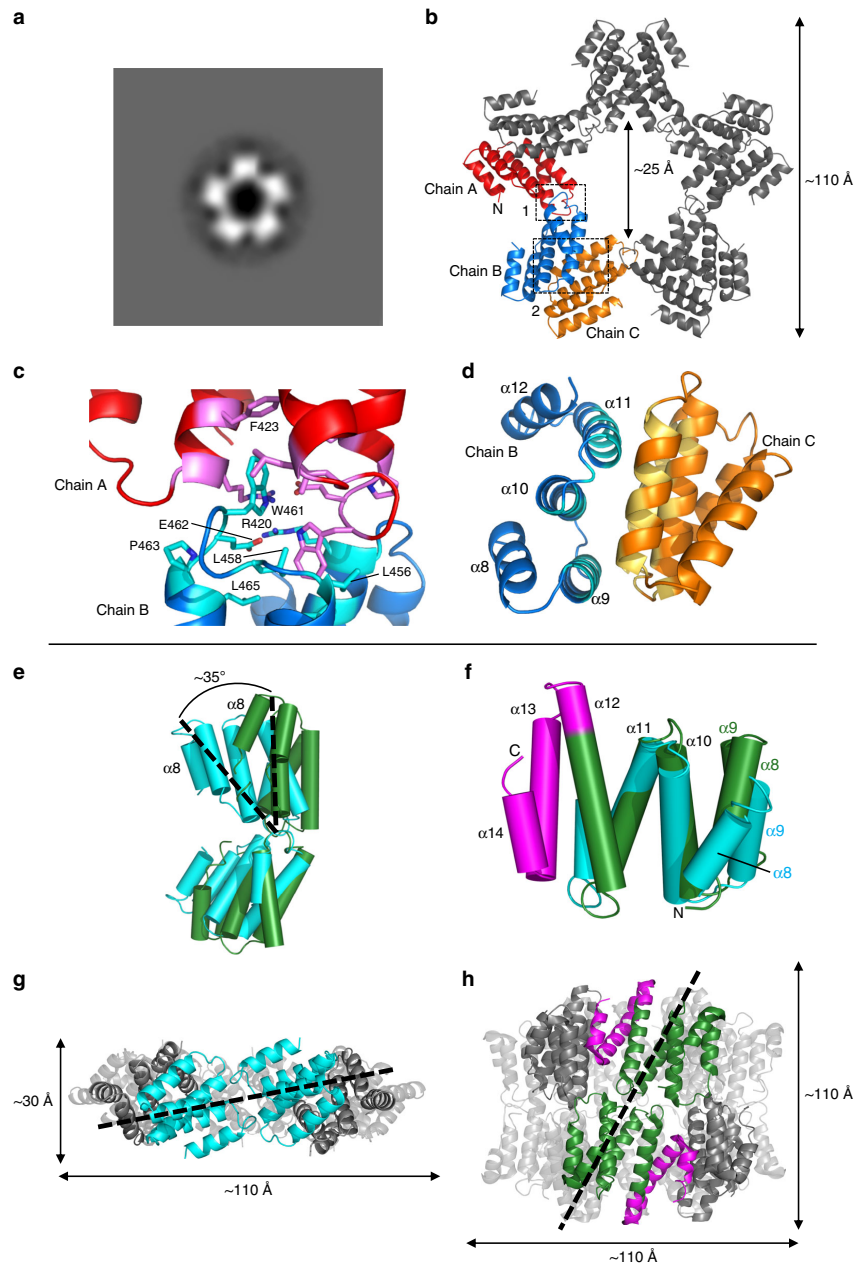 a
b
Chain A
N
1
~25 Å
~110 Å
Chain B
2
Chain C
c
F423
Chain A
W461
E462
R420
P463
L458
L456
L465
Chain B
d
α12
α11
Chain B
Chain C
α10
α8
α9
e
~35°
α8
α8
f
α13
α12
α11
α10
α9
α8
C
α14
α9
α8
N
g
~30 Å
~110 Å
h
~110 Å
~110 Å